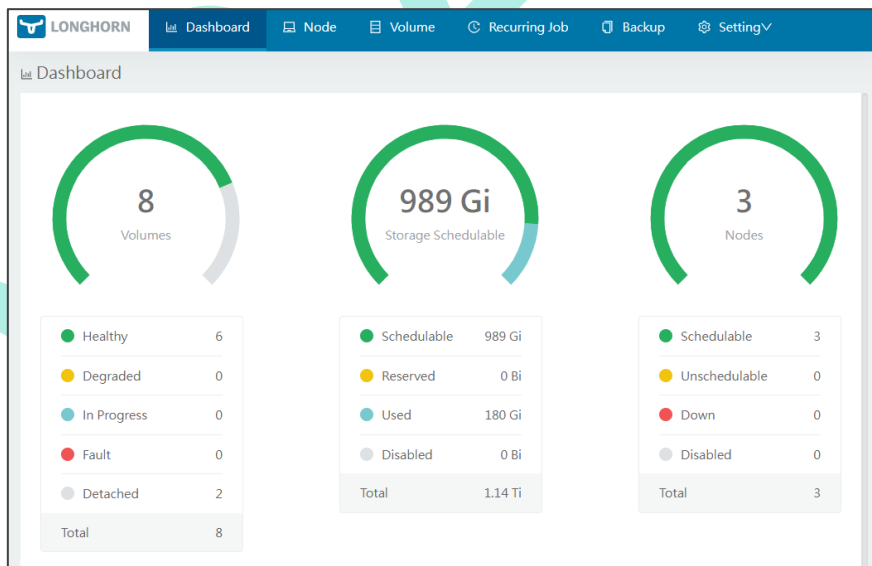 LONGHORN Dashboard Node Volume Recurring Job Backup Setting
Dashboard
8
Volumes
989 Gi
Storage Schedulable
3
Nodes
Healthy 6
Degraded 0
In Progress 0
Fault 0
Detached 2
Total 8
Schedulable 989 Gi
Reserved 0 Bi
Used 180 Gi
Disabled 0 Bi
Total 1.14 Ti
Schedulable 3
Unschedulable 0
Down 0
Disabled 0
Total 3